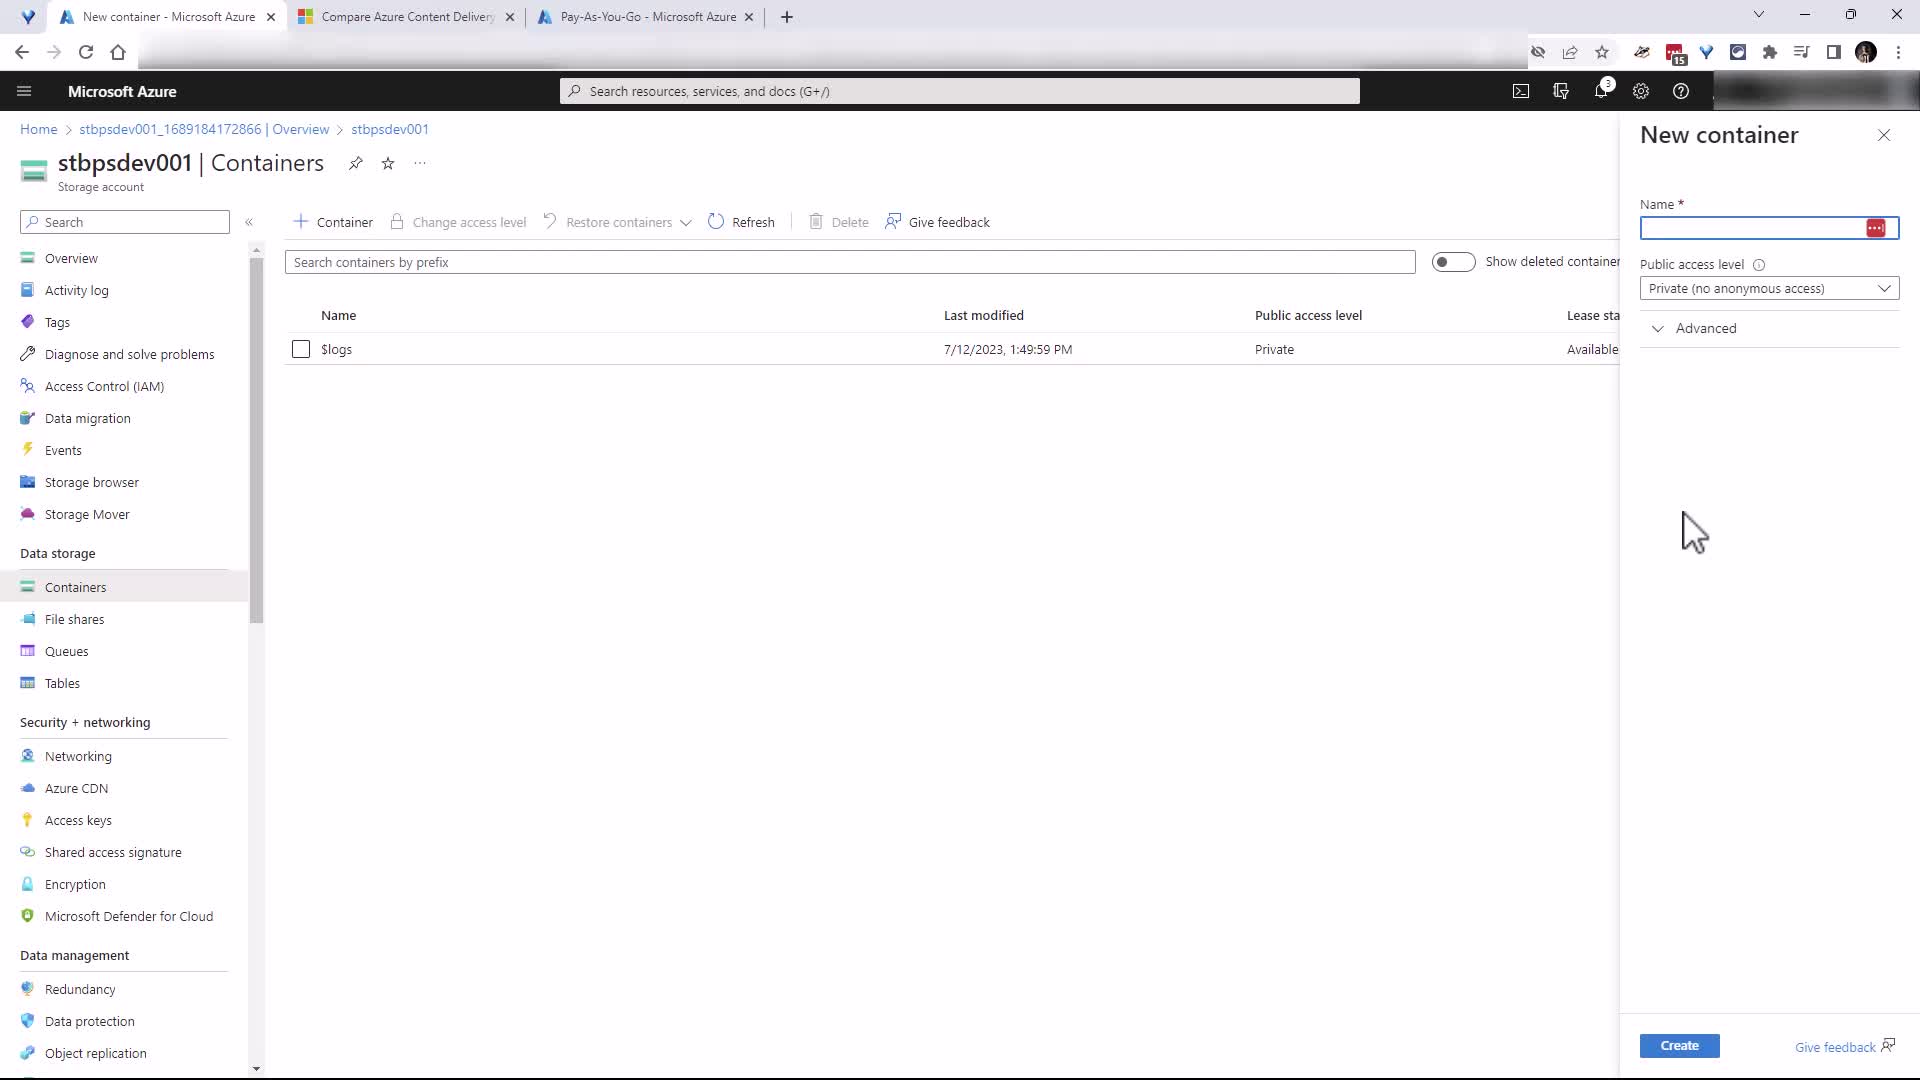 New container - Microsoft Azure
Compare Azure Content Delivery
Pay-As-You-Go - Microsoft Azure
15
Microsoft Azure
Search resources, services, and docs (G+/)
3
Home > stbpsdev001_1689184172866 | Overview > stbpsdev001
stbpsdev001 | Containers
Storage account
Search
Overview
Activity log
Tags
Diagnose and solve problems
Access Control (IAM)
Data migration
Events
Storage browser
Storage Mover
Data storage
Containers
File shares
Queues
Tables
Security + networking
Networking
Azure CDN
Access keys
Shared access signature
Encryption
Microsoft Defender for Cloud
Data management
Redundancy
Data protection
Object replication
Container
Change access level
Restore containers
Refresh
Delete
Give feedback
Search containers by prefix
Show deleted container
Name
Last modified
Public access level
Lease sta
$logs
7/12/2023, 1:49:59 PM
Private
Available
New container
Name *
Public access level
Private (no anonymous access)
Advanced
Create
Give feedback